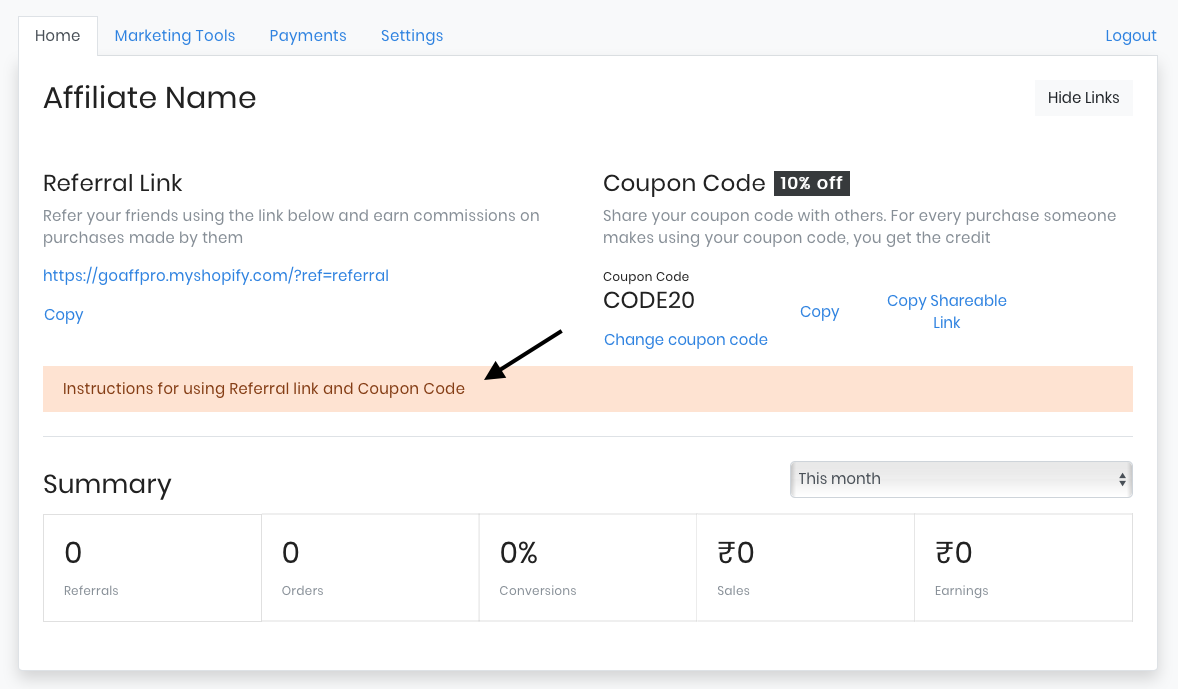 Home Marketing Tools Payments Settings Logout
Affiliate Name
Hide Links
Referral Link
Refer your friends using the link below and earn commissions on
purchases made by them
https://goaffpro.myshopify.com/?ref=referral
Copy
Coupon Code 10% off
Share your coupon code with others. For every purchase someone
makes using your coupon code, you get the credit
Coupon Code
CODE20
Copy
Copy Shareable
Link
Change coupon code
Instructions for using Referral link and Coupon Code
Summary
This month
0
Referrals
0
Orders
0%
Conversions
₹0
Sales
₹0
Earnings